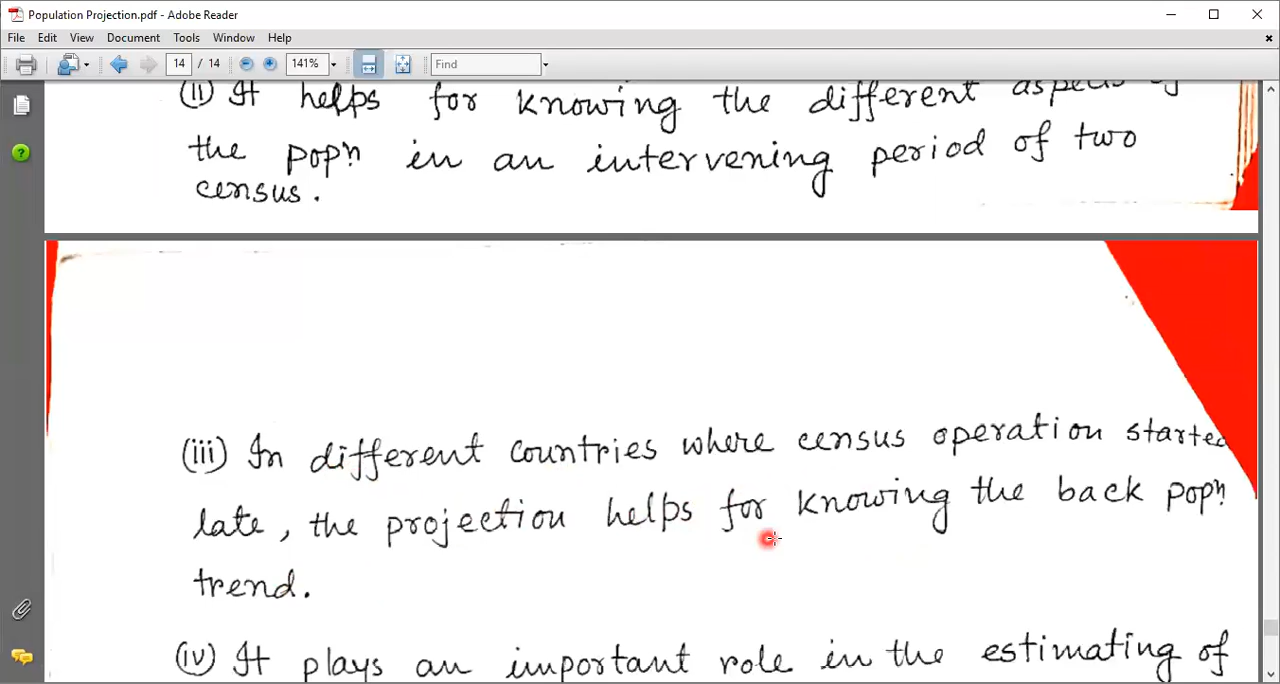 Population Projection.pdf - Adobe Reader
File Edit View Document Tools Window Help
14 / 14 141% Find
(ii) It helps for knowing the different aspects of
the popn in an intervening period of two
census.
(iii) In different countries where census operation started
late, the projection helps for knowing the back popn
trend.
(iv) It plays an important role in the estimating of